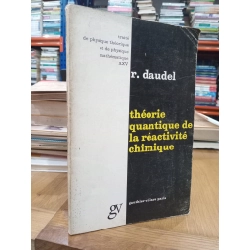 traité
de physique théorique
et de physique
mathématique
XXV
r. daudel
théorie
quantique de
la réactivité
chimique
gv
gauthier-villars paris